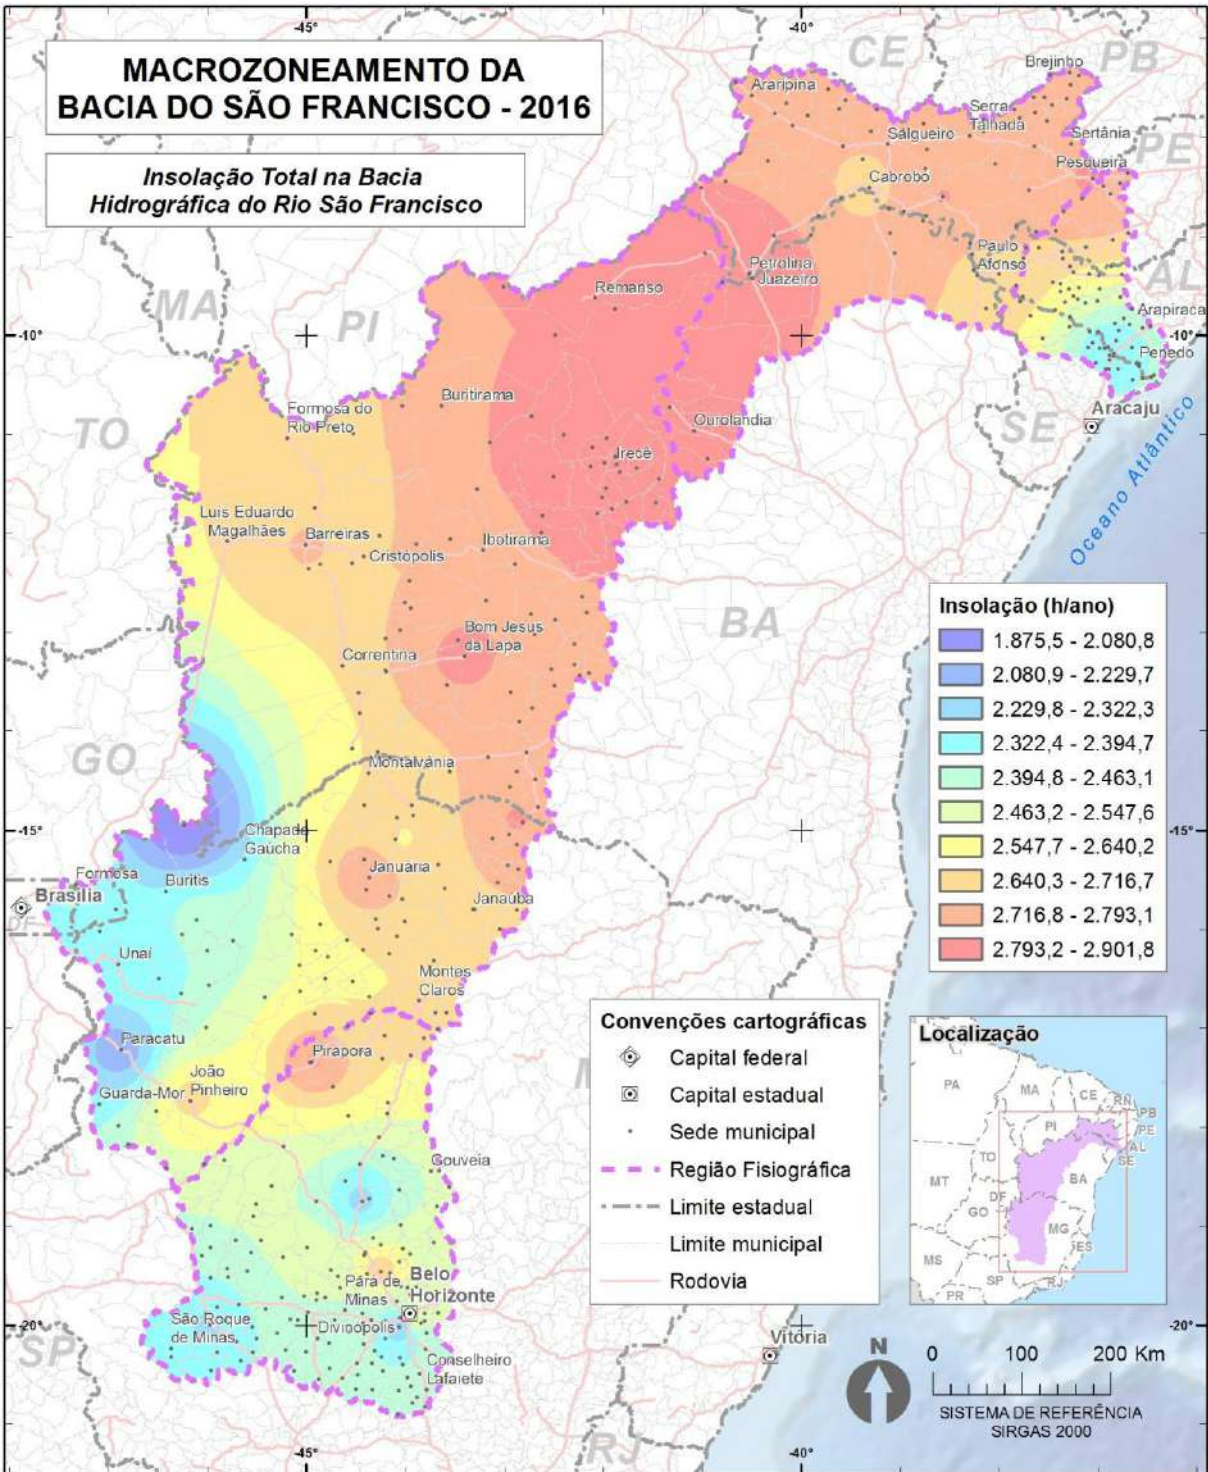 -45°
-40°
MACROZONEAMENTO DA
BACIA DO SÃO FRANCISCO - 2016
Insolação Total na Bacia
Hidrográfica do Rio São Francisco
CE
PB
Brejinho
Araripina
Serra
Talhada
Salgueiro
Sertânia
PE
Pesqueira
Cabrobó
Paulo
Afonso
Petrolina
Juazeiro
AL
Remanso
MA
PI
Arapiraca
-10°
-10°
Penedo
Buritirama
Formosa do
Rio Preto
Aracaju
Ourolândia
SE
TO
Irecê
Oceano Atlântico
Luis Eduardo
Magalhães
Barreiras
Ibotirama
Cristópolis
BA
Bom Jesus
da Lapa
Correntina
GO
Montalvânia
-15°
-15°
Chapada
Gaúcha
Formosa
Buritis
Januária
Brasília
DF
Janaúba
Unaí
Montes
Claros
Paracatu
Pirapora
João
Pinheiro
Guarda-Mor
Gouveia
Pará de
Minas
Belo
Horizonte
São Roque
de Minas
Divinópolis
-20°
-20°
Conselheiro
Lafaiete
Vitória
SP
RJ
-45°
-40°
Insolação (h/ano)
1.875,5 - 2.080,8
2.080,9 - 2.229,7
2.229,8 - 2.322,3
2.322,4 - 2.394,7
2.394,8 - 2.463,1
2.463,2 - 2.547,6
2.547,7 - 2.640,2
2.640,3 - 2.716,7
2.716,8 - 2.793,1
2.793,2 - 2.901,8
Convenções cartográficas
Capital federal
Capital estadual
Sede municipal
Região Fisiográfica
Limite estadual
Limite municipal
Rodovia
Localização
PA
MA
CE
RN
PB
PI
PE
AL
SE
TO
MT
BA
DF
GO
MG
ES
MS
SP
RJ
PR
N
0 100 200 Km
SISTEMA DE REFERÊNCIA
SIRGAS 2000